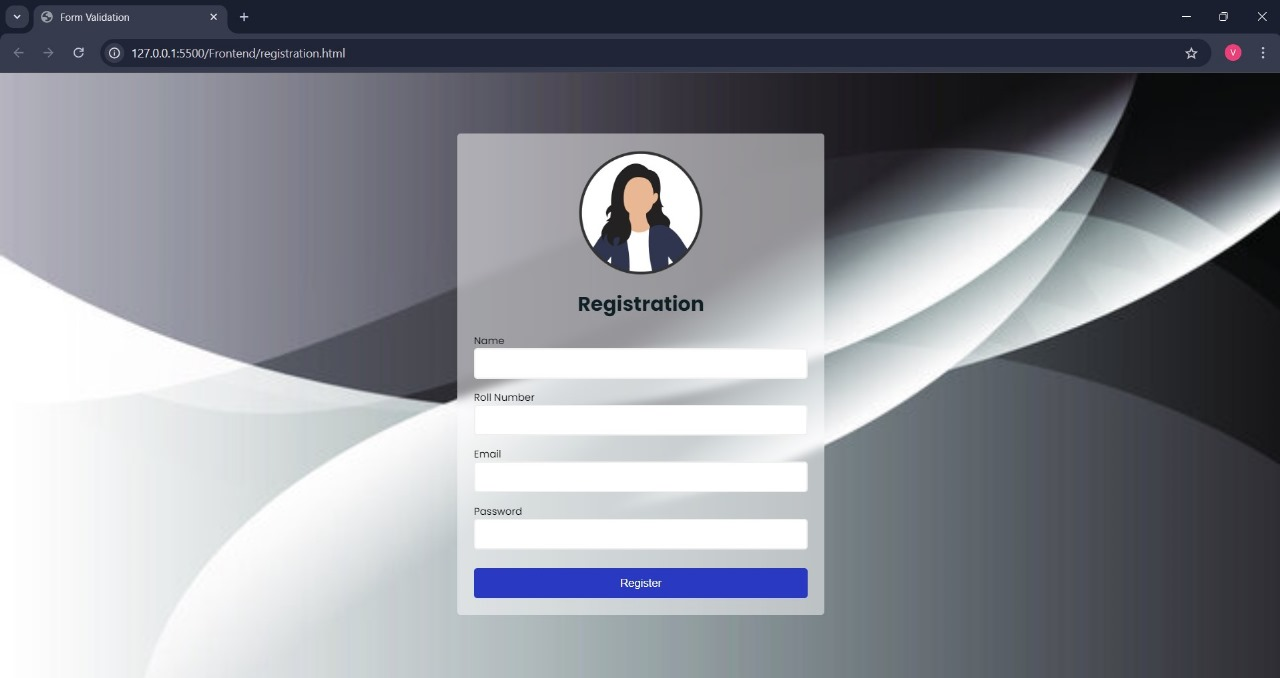 Form Validation
127.0.0.1:5500/Frontend/registration.html
V
Registration
Name
Roll Number
Email
Password
Register